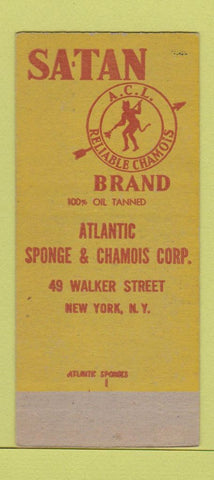 SA-TAN
A.C.L.
RELIABLE CHAMOIS
BRAND
100% OIL TANNED
ATLANTIC
SPONGE & CHAMOIS CORP.
49 WALKER STREET
NEW YORK, N.Y.
ATLANTIC SPONGES